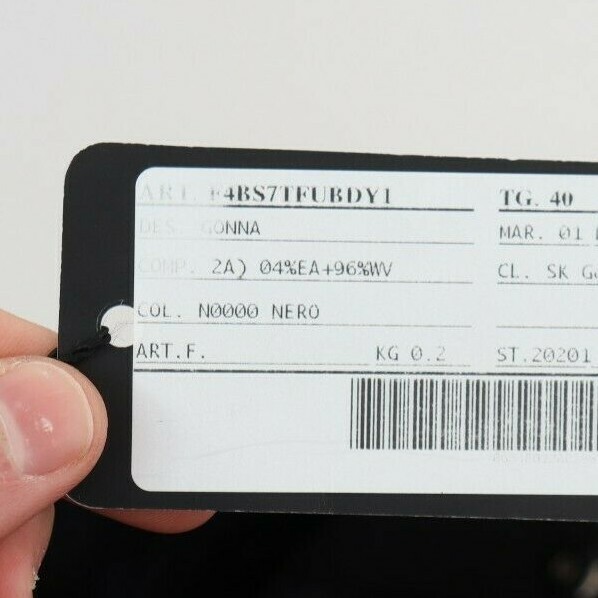 ART. F4BS7TFUBDY1 TG. 40
DES. GONNA MAR. 01
COMP. 2A) 04%EA+96%WV CL. SK
COL. N0000 NERO
ART.F. KG 0.2 ST.20201